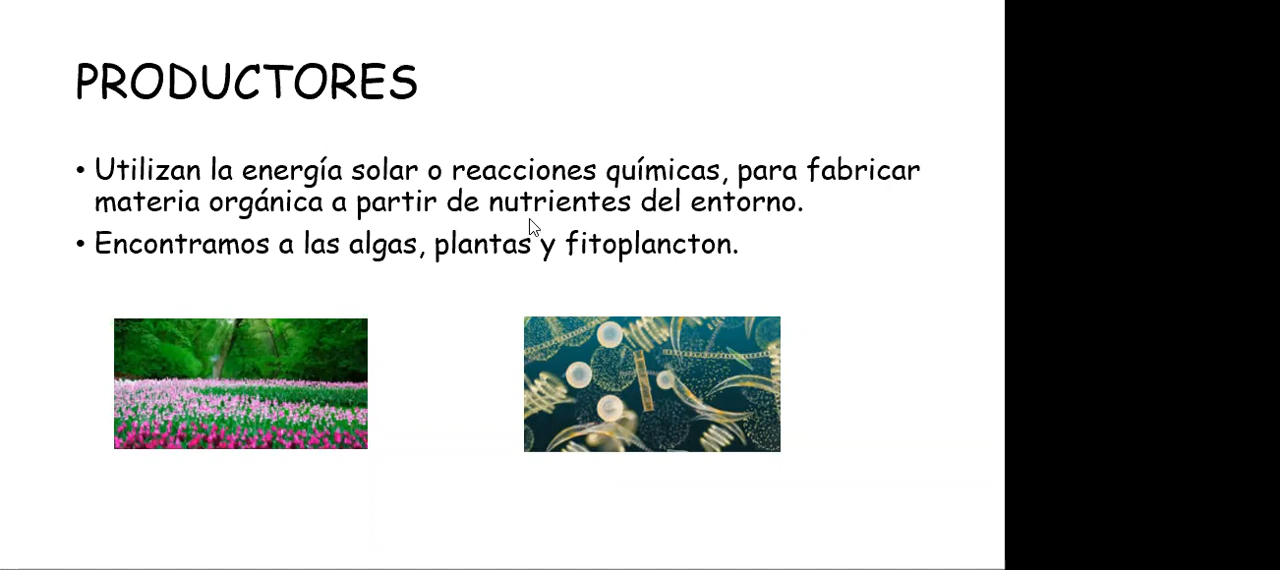 PRODUCTORES
• Utilizan la energía solar o reacciones químicas, para fabricar
materia orgánica a partir de nutrientes del entorno.
• Encontramos a las algas, plantas y fitoplancton.